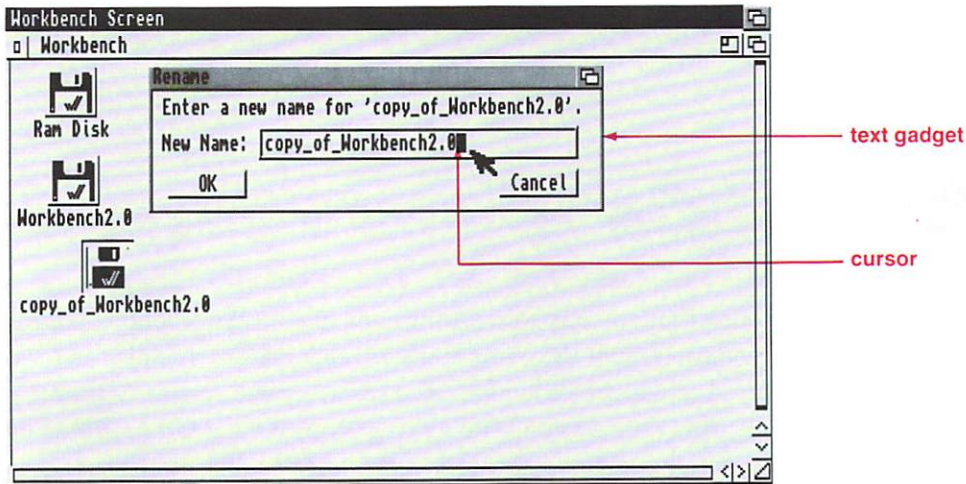 Workbench Screen
Workbench
Rename
Enter a new name for 'copy_of_Workbench2.0'.
New Name: copy_of_Workbench2.0
OK
Cancel
Ram Disk
Workbench2.0
copy_of_Workbench2.0
text gadget
cursor